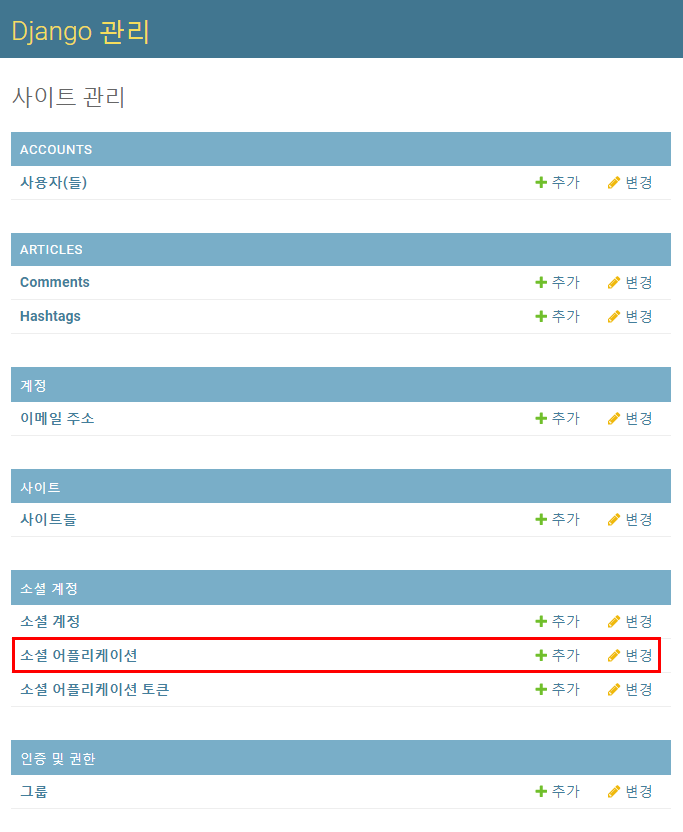 Django 관리
사이트 관리
ACCOUNTS
사용자(들) 추가 변경
ARTICLES
Comments 추가 변경
Hashtags 추가 변경
계정
이메일 주소 추가 변경
사이트
사이트들 추가 변경
소셜 계정
소셜 계정 추가 변경
소셜 어플리케이션 추가 변경
소셜 어플리케이션 토큰 추가 변경
인증 및 권한
그룹 추가 변경